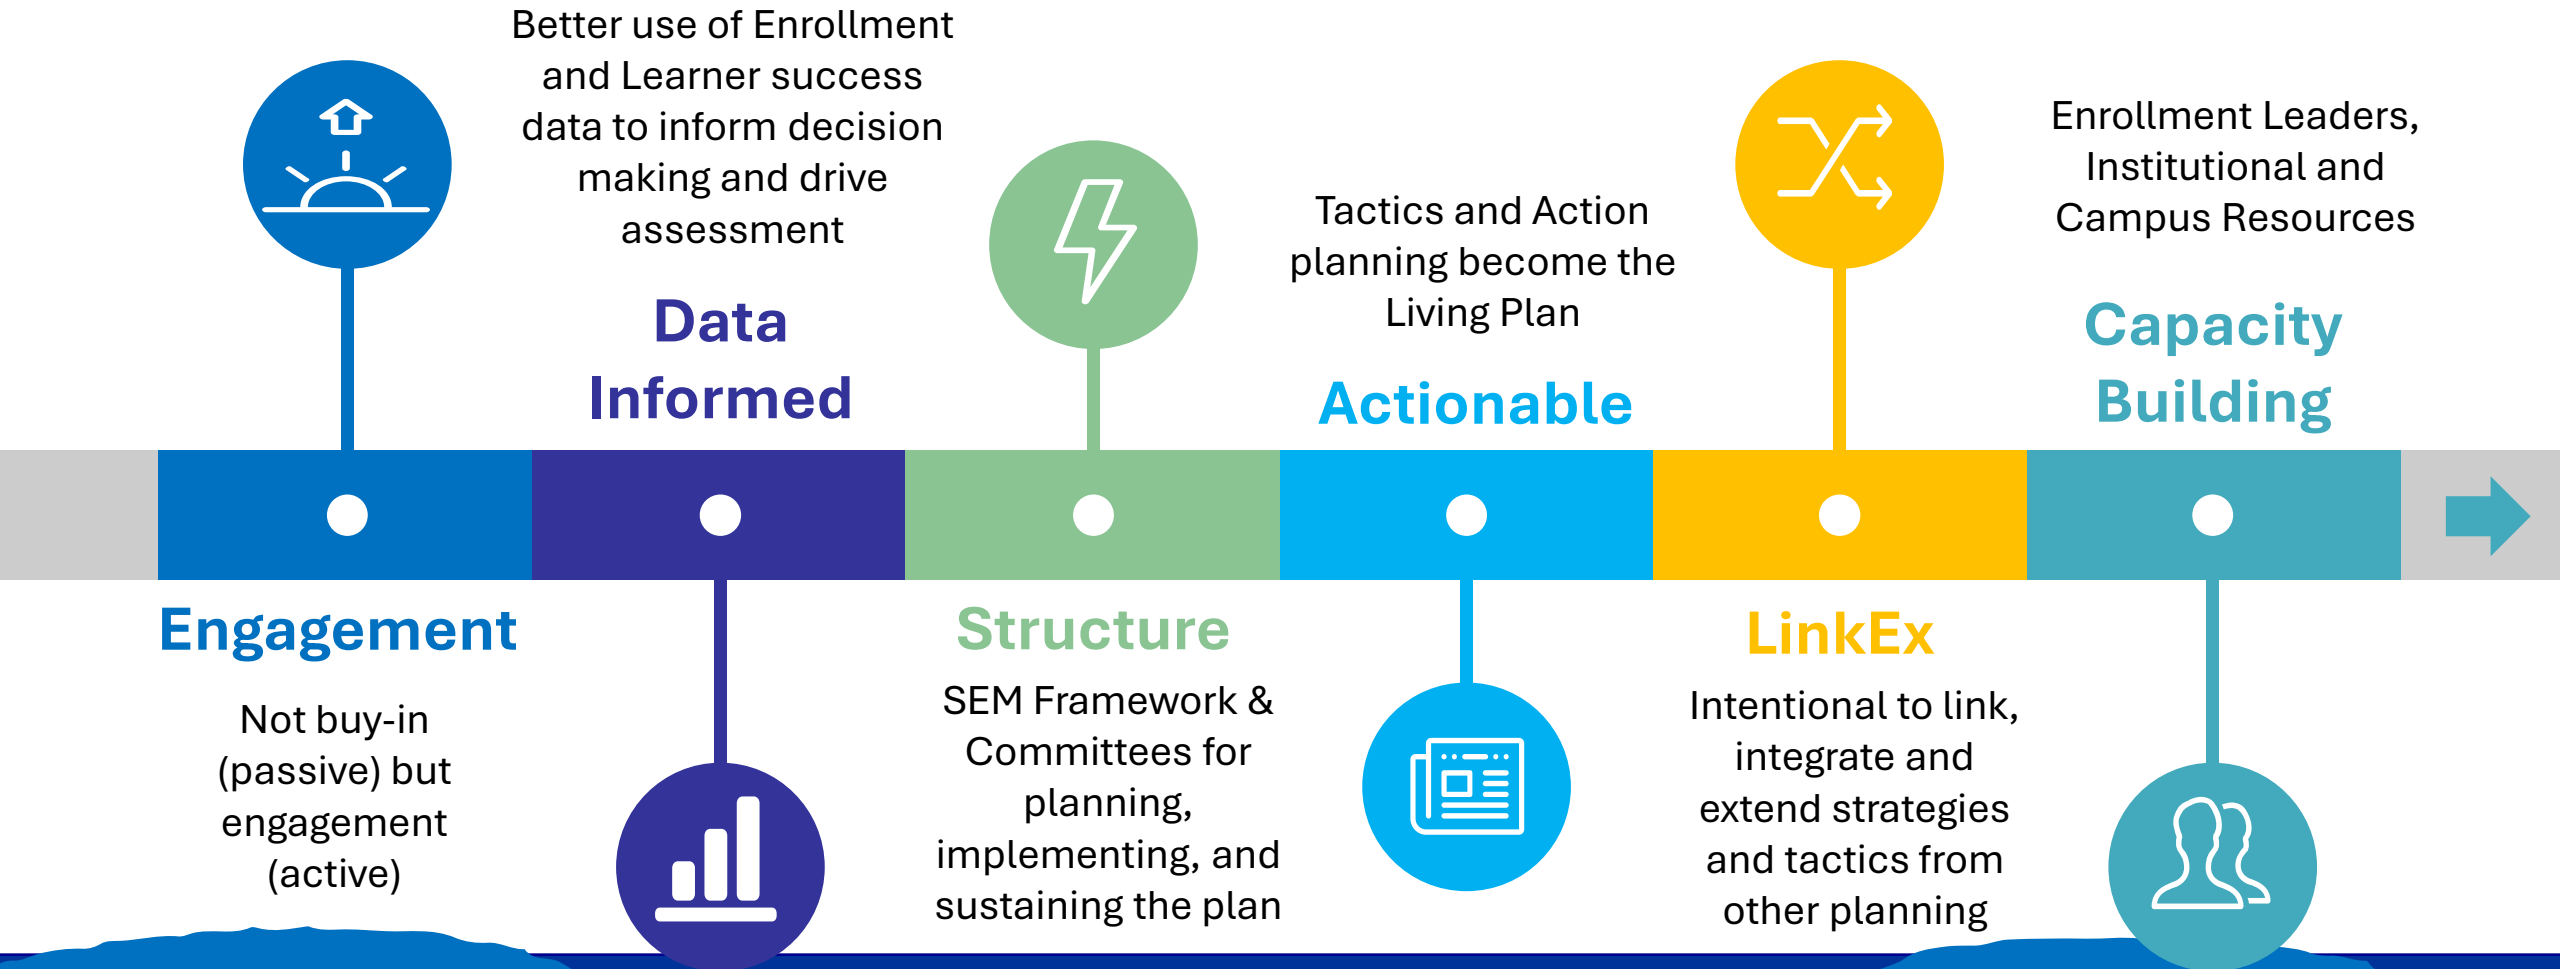 Better use of Enrollment
and Learner success
data to inform decision
making and drive
assessment
Data
Informed
Tactics and Action
planning become the
Living Plan
Actionable
Enrollment Leaders,
Institutional and
Campus Resources
Capacity
Building
Engagement
Not buy-in
(passive) but
engagement
(active)
Structure
SEM Framework &
Committees for
planning,
implementing, and
sustaining the plan
LinkEx
Intentional to link,
integrate and
extend strategies
and tactics from
other planning